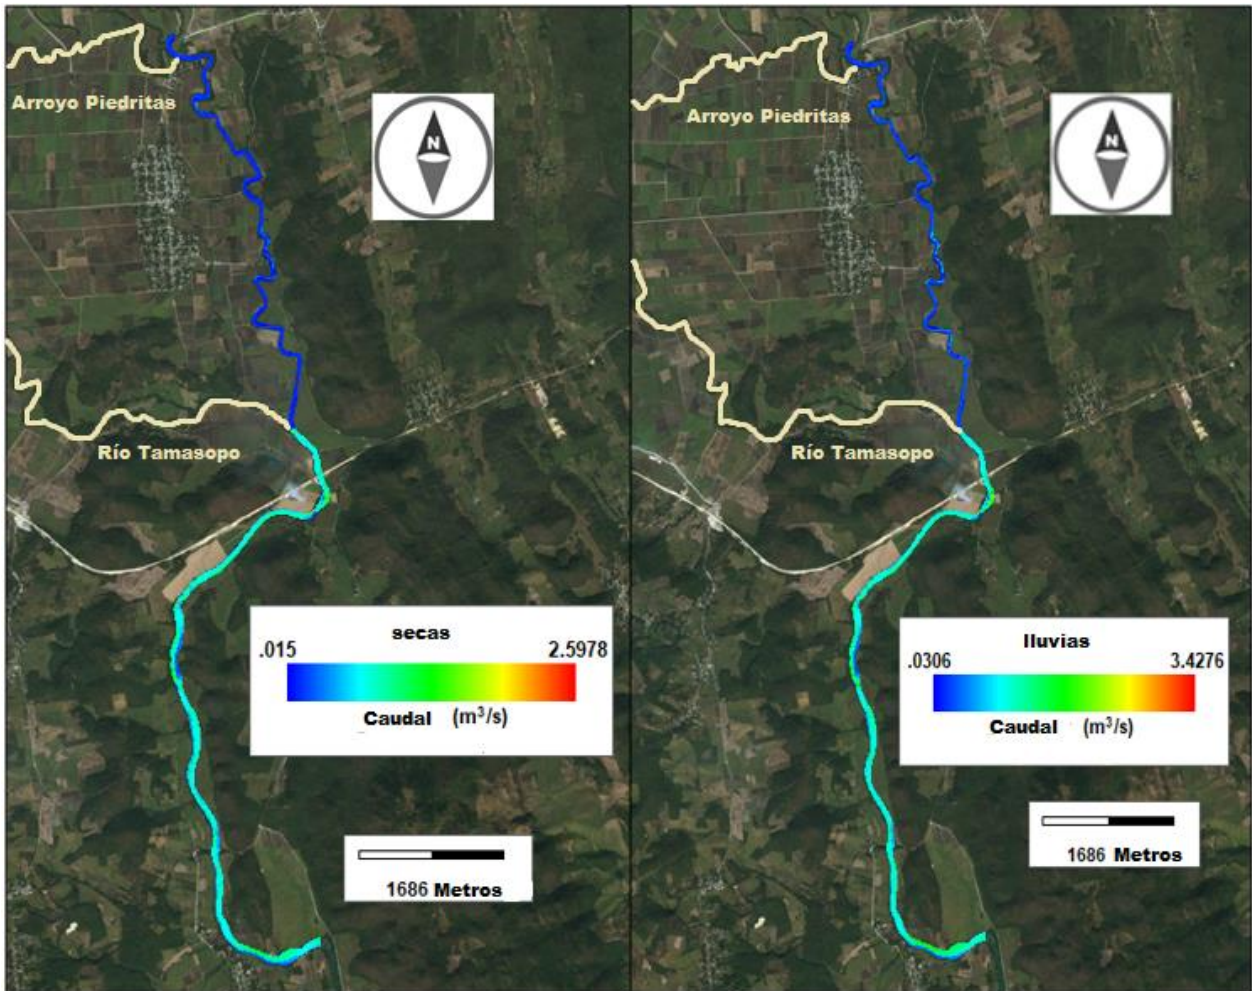 Arroyo Piedritas
N
Río Tamasopo
secas
.015 2.5978
Caudal (m³/s)
1686 Metros
Arroyo Piedritas
N
Río Tamasopo
lluvias
.0306 3.4276
Caudal (m³/s)
1686 Metros